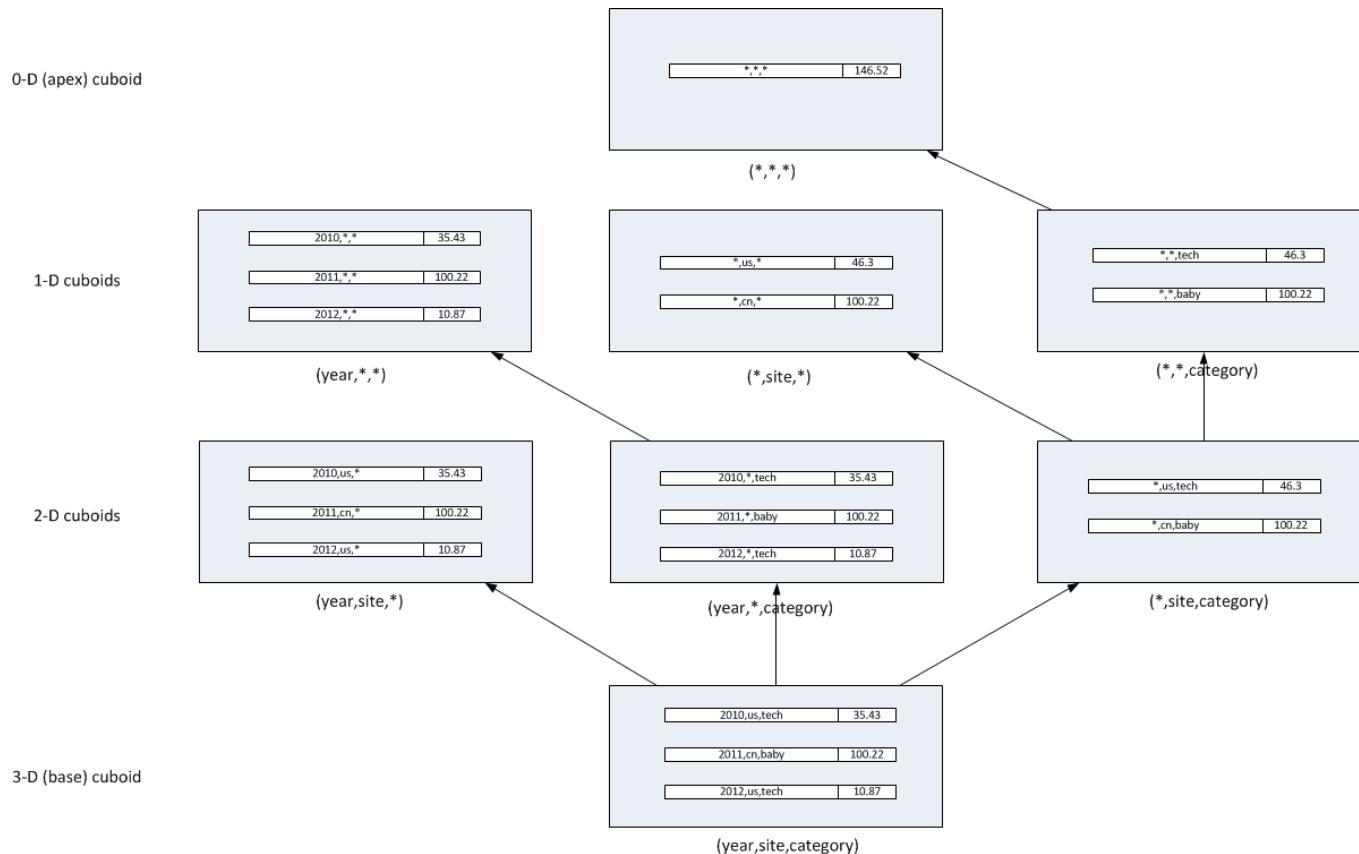 0-D (apex) cuboid
*,*,* 146.52
(*,*,*)
1-D cuboids
2010,*,* 35.43
2011,*,* 100.22
2012,*,* 10.87
(year,*,*)
*,us,* 46.3
*,cn,* 100.22
(*,site,*)
*,*,tech 46.3
*,*,baby 100.22
(*,*,category)
2-D cuboids
2010,us,* 35.43
2011,cn,* 100.22
2012,us,* 10.87
(year,site,*)
2010,*,tech 35.43
2011,*,baby 100.22
2012,*,tech 10.87
(year,*,category)
*,us,tech 46.3
*,cn,baby 100.22
(*,site,category)
3-D (base) cuboid
2010,us,tech 35.43
2011,cn,baby 100.22
2012,us,tech 10.87
(year,site,category)